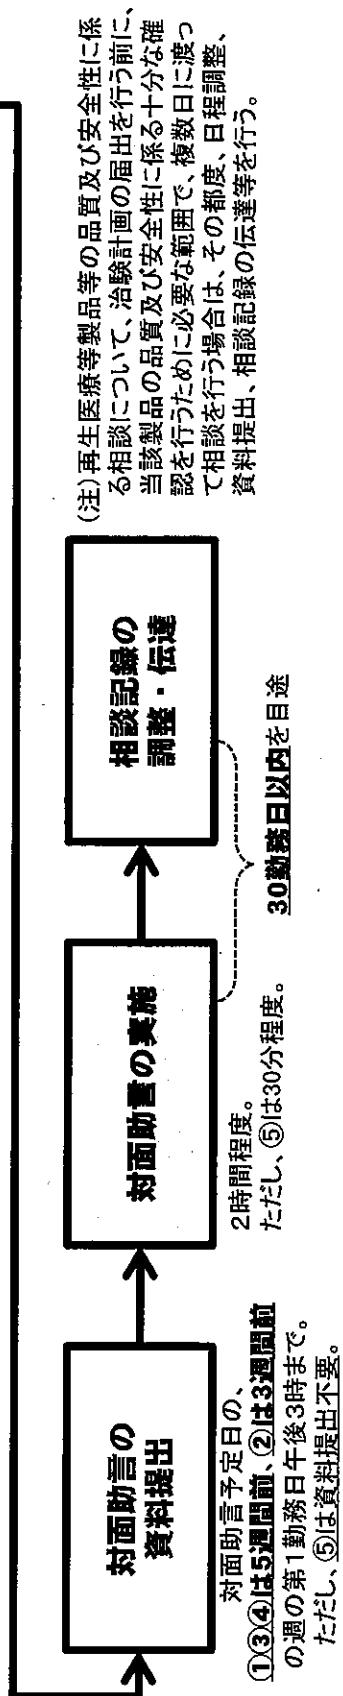 対面助言の
資料提出
対面助言予定日の、
①③④は5週間前、②は3週間前
の週の第1勤務日午後3時まで。
ただし、⑤は資料提出不要。
対面助言の実施
2時間程度。
ただし、⑤は30分程度。
相談記録の
調整・伝達
30勤務日以内を目途
(注)再生医療等製品等の品質及び安全性に係
る相談について、治験計画の届出を行う前に、
当該製品の品質及び安全性に係る十分な確
認を行うために必要な範囲で、複数日に渡っ
て相談を行う場合は、その都度、日程調整、
資料提出、相談記録の伝達等を行う。